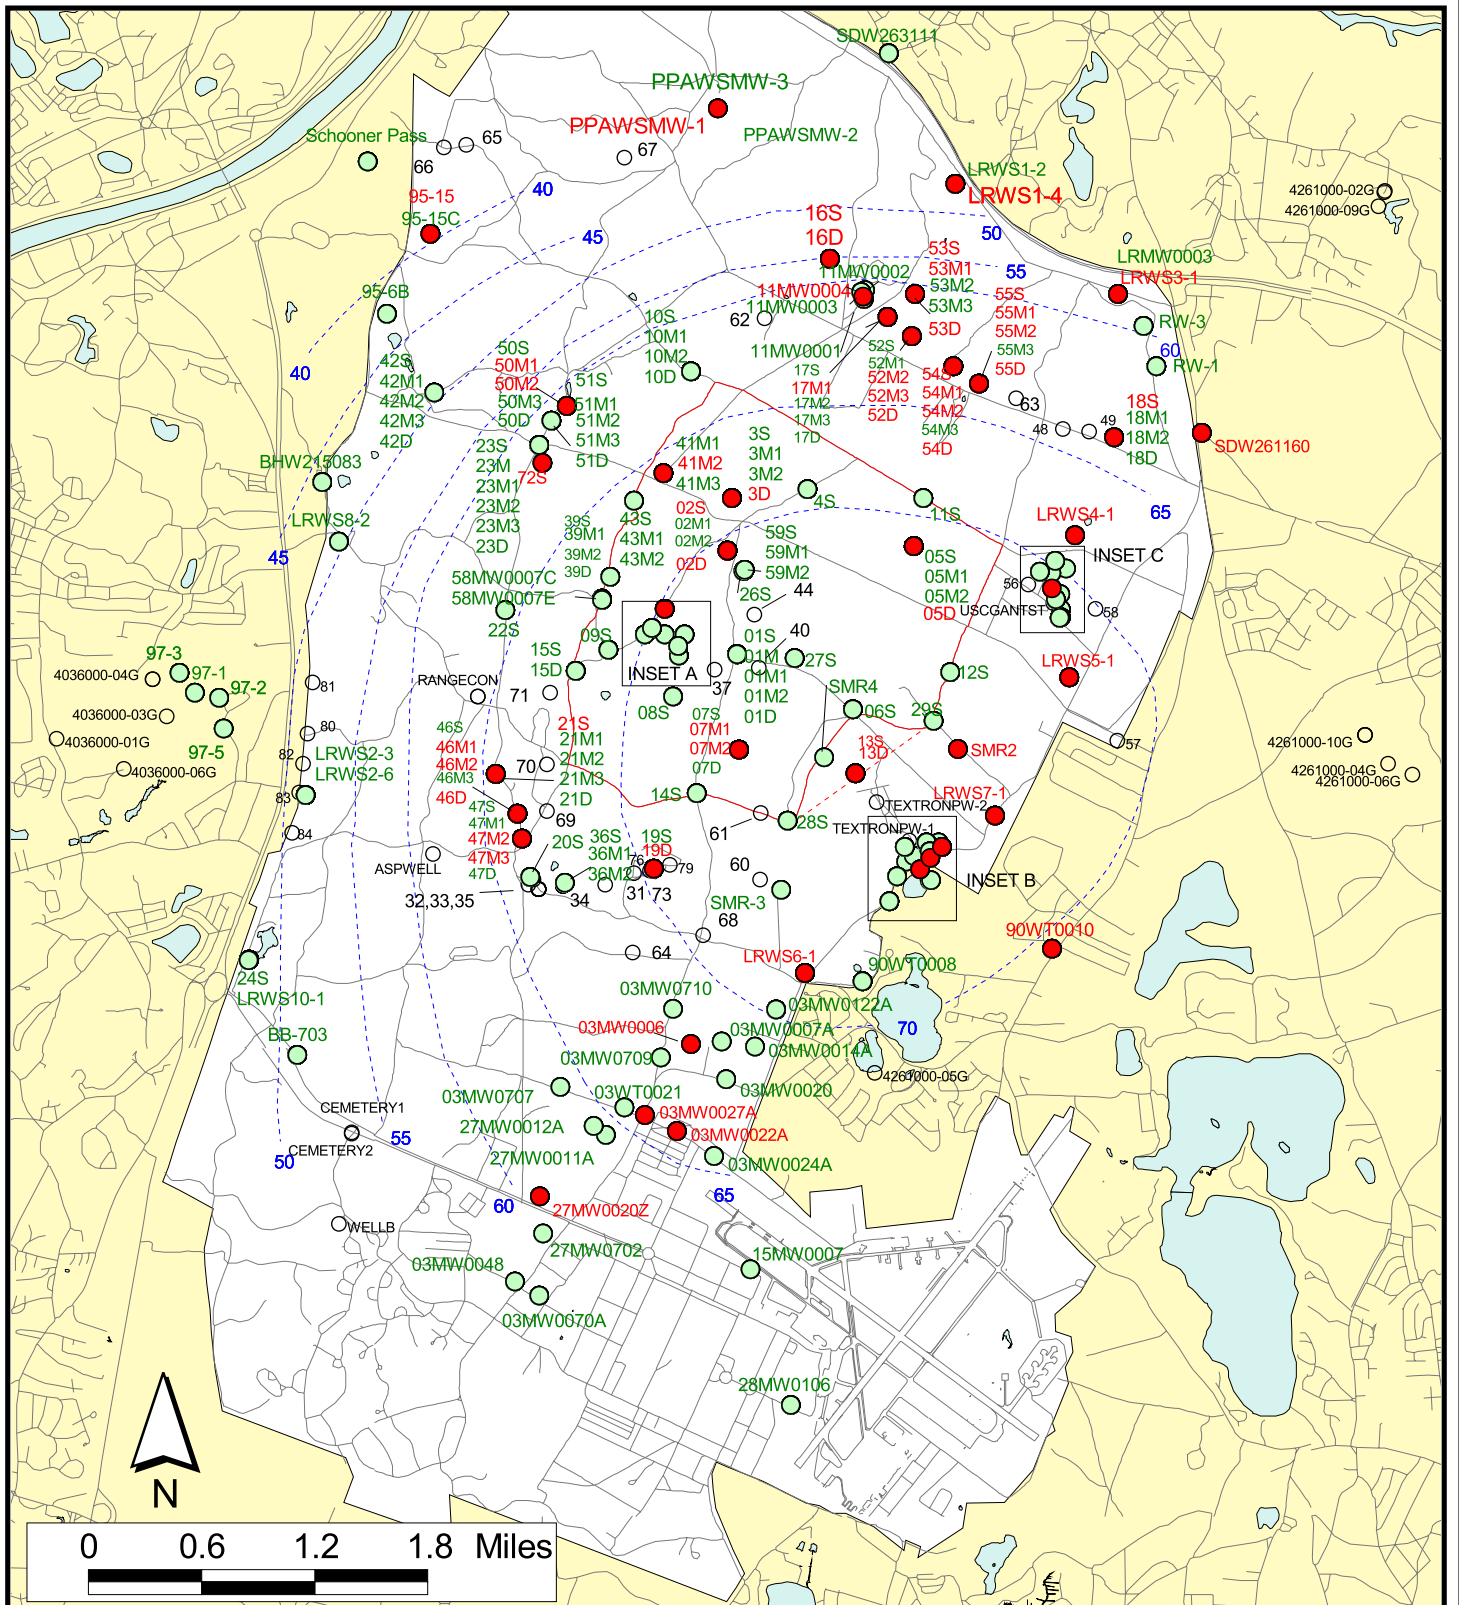 SDW263111
PPAWSMW-3
PPAWSMW-1
PPAWSMW-2
Schooner Pass
65
66
67
95-15
95-15C
40
LRWS1-2
LRWS1-4
4261000-02G
4261000-09G
16S
16D
45
50
53S
53M1
53M2
53M3
53D
55
LRMW0003
LRWS3-1
11MW0002
11MW0004
11MW0003
11MW0001
95-6B
10S
10M1
10M2
10D
62
55S
55M1
55M2
55M3
55D
RW-3
60
RW-1
40
42S
42M1
42M2
42M3
42D
50S
50M1
50M2
50M3
50D
51S
51M1
51M2
51M3
51D
17S
17M1
17M2
17M3
17D
52S
52M1
52M2
52M3
52D
54S
54M1
54M2
54M3
54D
63
48
49
18S
18M1
18M2
18D
SDW261160
BHW215083
23S
23M
23M1
23M2
23M3
23D
72S
41M1
41M2
41M3
3S
3M1
3M2
3D
4S
11S
65
LRWS8-2
45
39S
39M1
39M2
39D
43S
43M1
43M2
02S
02M1
02M2
02D
59S
59M1
59M2
26S
44
05S
05M1
05M2
05D
LRWS4-1
INSET C
56
USCGANTST
58
58MW0007C
58MW0007E
22S
09S
15S
15D
INSET A
01S
01M
01M1
01M2
01D
40
27S
37
12S
LRWS5-1
97-3
97-1
97-2
97-5
4036000-04G
4036000-03G
4036000-01G
4036000-06G
81
80
82
83
84
RANGECON
71
08S
07S
07M1
07M2
07D
SMR4
06S
29S
SMR2
57
4261000-10G
4261000-04G
4261000-06G
LRWS2-3
LRWS2-6
46S
46M1
46M2
46M3
46D
21S
21M1
21M2
21M3
21D
70
13S
13D
14S
28S
61
LRWS7-1
TEXTRONPW-2
TEXTRONPW-1
INSET B
47S
47M1
47M2
47M3
47D
69
20S
36S
36M1
36M2
19S
19D
76
79
ASPWELL
32,33,35
34
31
73
60
SMR-3
68
64
24S
LRWS10-1
LRWS6-1
90WT0008
90WT0010
03MW0710
03MW0122A
70
BB-703
03MW0006
03MW0007A
03MW0709
03MW0014A
03MW0020
4261000-05G
03MW0707
03WT0021
03MW0027A
27MW0012A
03MW0022A
27MW0011A
03MW0024A
CEMETERY1
CEMETERY2
55
50
60
65
27MW0020Z
WELLB
27MW0702
03MW0048
15MW0007
03MW0070A
28MW0106
N
0 0.6 1.2 1.8 Miles